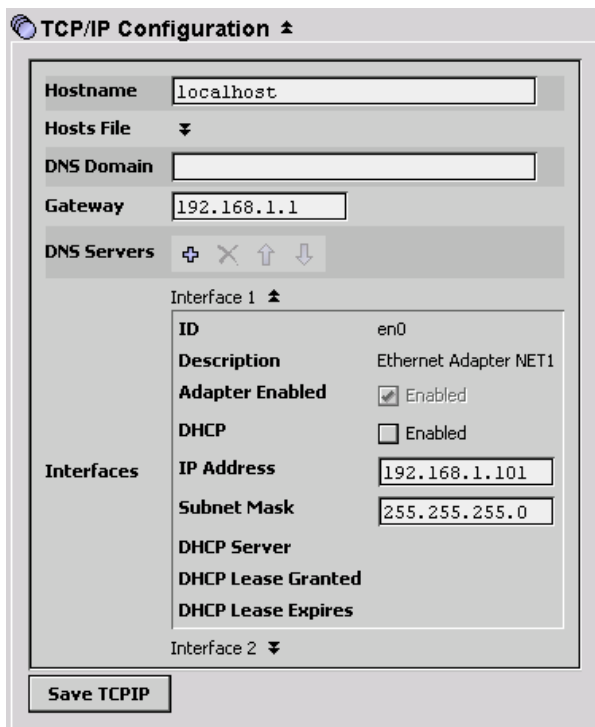 TCP/IP Configuration
Hostname localhost
Hosts File
DNS Domain
Gateway 192.168.1.1
DNS Servers
Interface 1
ID en0
Description Ethernet Adapter NET1
Adapter Enabled Enabled
DHCP Enabled
Interfaces
IP Address 192.168.1.101
Subnet Mask 255.255.255.0
DHCP Server
DHCP Lease Granted
DHCP Lease Expires
Interface 2
Save TCPIP